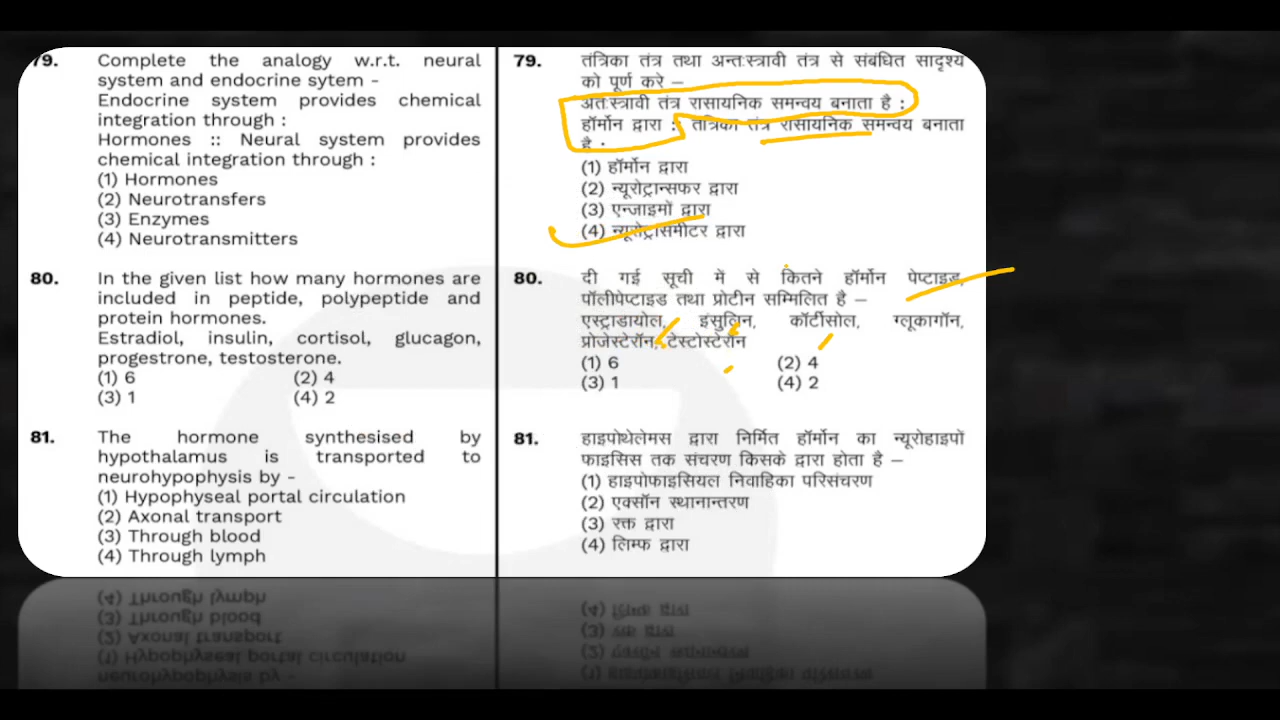 79.
Complete the analogy w.r.t. neural
system and endocrine sytem -
Endocrine system provides chemical
integration through :
Hormones :: Neural system provides
chemical integration through :
(1) Hormones
(2) Neurotransfers
(3) Enzymes
(4) Neurotransmitters
80. In the given list how many hormones are
included in peptide, polypeptide and
protein hormones.
Estradiol, insulin, cortisol, glucagon,
progestrone, testosterone.
(1) 6 (2) 4
(3) 1 (4) 2
81. The hormone synthesised by
hypothalamus is transported to
neurohypophysis by -
(1) Hypophyseal portal circulation
(2) Axonal transport
(3) Through blood
(4) Through lymph
79. तंत्रिका तंत्र तथा अन्तःस्त्रावी तंत्र से संबंधित सादृश्य
को पूर्ण करे –
अतःस्त्रावी तंत्र रासायनिक समन्वय बनाता है :
हॉर्मोन द्वारा :: तंत्रिका तंत्र रासायनिक समन्वय बनाता
है :
(1) हॉर्मोन द्वारा
(2) न्यूरोट्रान्सफर द्वारा
(3) एन्जाइमों द्वारा
(4) न्यूरोट्रांसमीटर द्वारा
80. दी गई सूची में से कितने हॉर्मोन पेप्टाइड,
पॉलीपेप्टाइड तथा प्रोटीन सम्मिलित है –
एस्ट्राडायोल, इंसुलिन, कॉर्टीसोल, ग्लूकागॉन,
प्रोजेस्टेरॉन, टेस्टोस्टेरॉन
(1) 6 (2) 4
(3) 1 (4) 2
81. हाइपोथेलेमस द्वारा निर्मित हॉर्मोन का न्यूरोहाइपों
फाइसिस तक संचरण किसके द्वारा होता है –
(1) हाइपोफाइसियल निवाहिका परिसंचरण
(2) एक्सॉन स्थानान्तरण
(3) रक्त द्वारा
(4) लिम्फ द्वारा